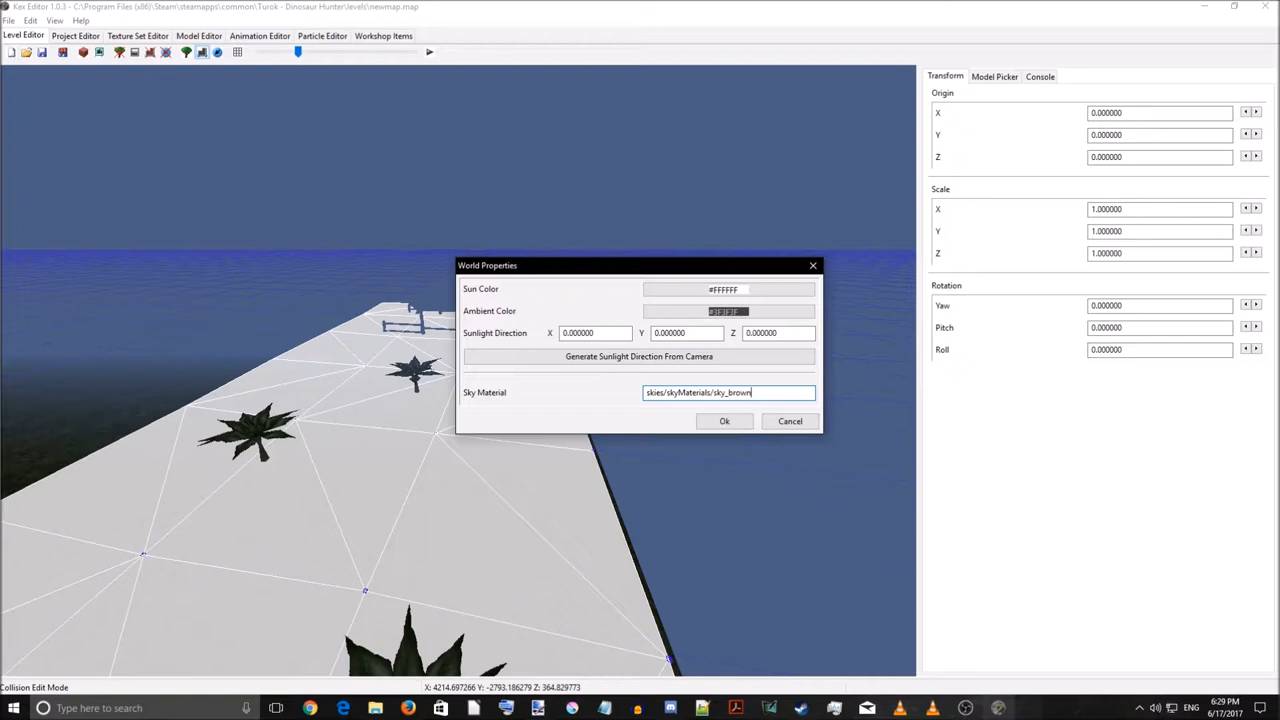 Kex Editor 1.0.3 - C:\Program Files (x86)\Steam\steamapps\common\Turok - Dinosaur Hunter\levels\newmap.map
File Edit View Help
Level Editor Project Editor Texture Set Editor Model Editor Animation Editor Particle Editor Workshop Items
Transform Model Picker Console
Origin
X 0.000000
Y 0.000000
Z 0.000000
Scale
X 1.000000
Y 1.000000
Z 1.000000
Rotation
Yaw 0.000000
Pitch 0.000000
Roll 0.000000
World Properties
Sun Color #FFFFFF
Ambient Color #3F3F3F
Sunlight Direction X 0.000000 Y 0.000000 Z 0.000000
Generate Sunlight Direction From Camera
Sky Material skies/skyMaterials/sky_brown
Ok Cancel
Collision Edit Mode X: 4214.697266 Y: -2793.186279 Z: 364.829773
Type here to search
ENG 6:29 PM
6/17/2017